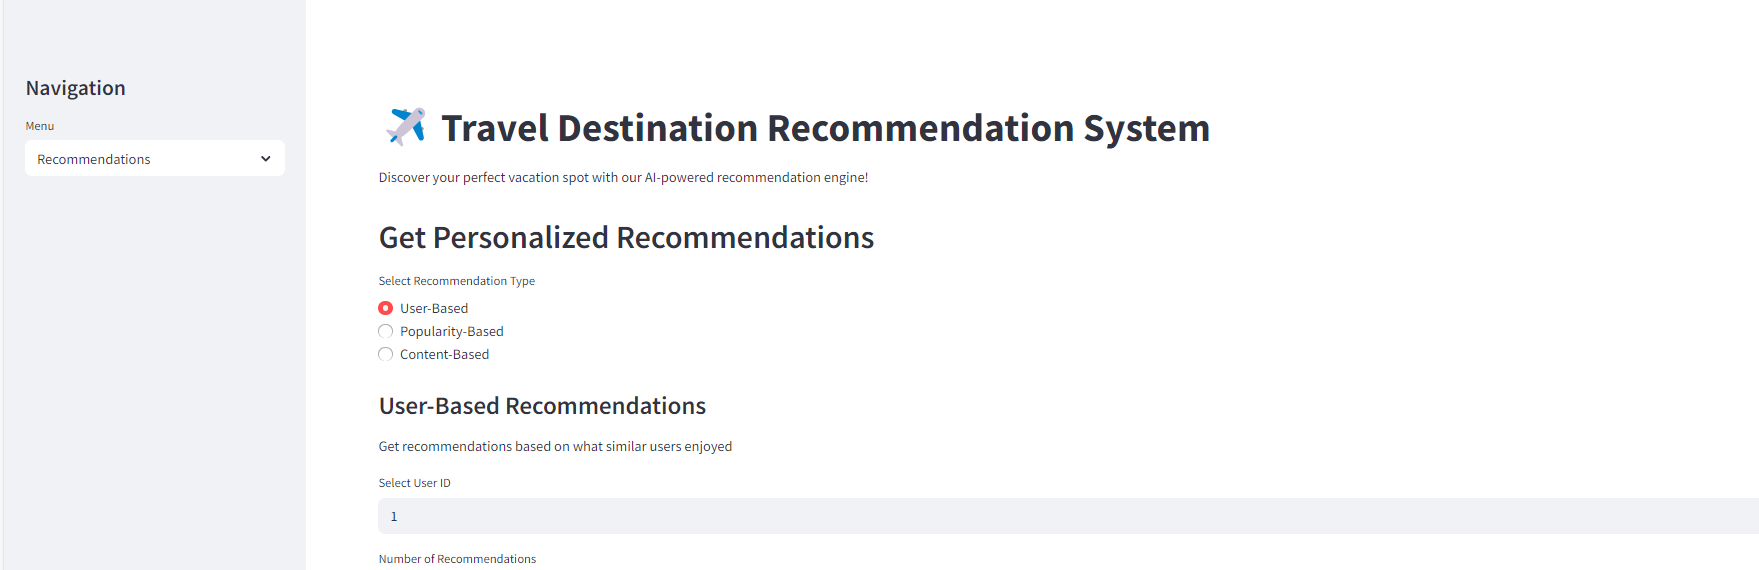 Navigation
Menu
Recommendations
Travel Destination Recommendation System
Discover your perfect vacation spot with our AI-powered recommendation engine!
Get Personalized Recommendations
Select Recommendation Type
User-Based
Popularity-Based
Content-Based
User-Based Recommendations
Get recommendations based on what similar users enjoyed
Select User ID
1
Number of Recommendations